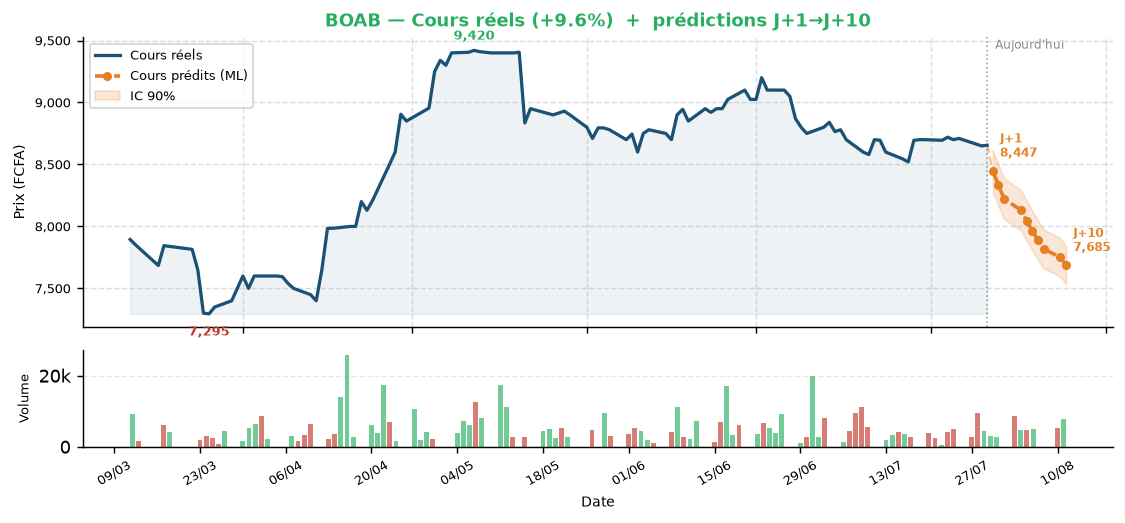 BOAB — Cours réels (+9.6%)  +  prédictions J+1→J+10
Prix (FCFA)
9,500
9,000
8,500
8,000
7,500
Cours réels
Cours prédits (ML)
IC 90%
9,420
7,295
Aujourd'hui
J+1
8,447
J+10
7,685
Volume
20k
0
09/03
23/03
06/04
20/04
04/05
18/05
01/06
15/06
29/06
13/07
27/07
10/08
Date